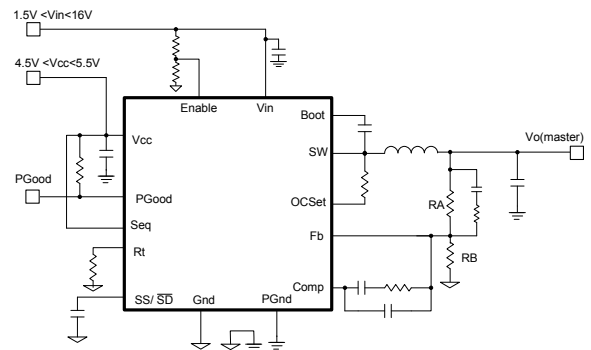 1.5V <Vin<16V
4.5V <Vcc<5.5V
Enable
Vin
Boot
Vcc
Vo(master)
SW
PGood
PGood
OCSet
RA
Seq
Fb
Rt
RB
Comp
SS/ SD
Gnd
PGnd